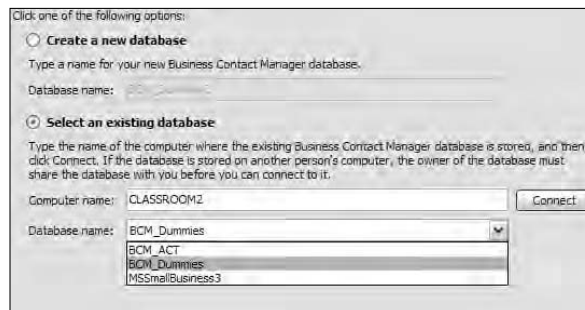 Click one of the following options:
Create a new database
Type a name for your new Business Contact Manager database.
Database name:
Select an existing database
Type the name of the computer where the existing Business Contact Manager database is stored, and then
click Connect. If the database is stored on another person's computer, the owner of the database must
share the database with you before you can connect to it.
Computer name: CLASSROOM2 Connect
Database name: BCM_Dummies
BCM_ACT
BCM_Dummies
MSSmallBusiness3